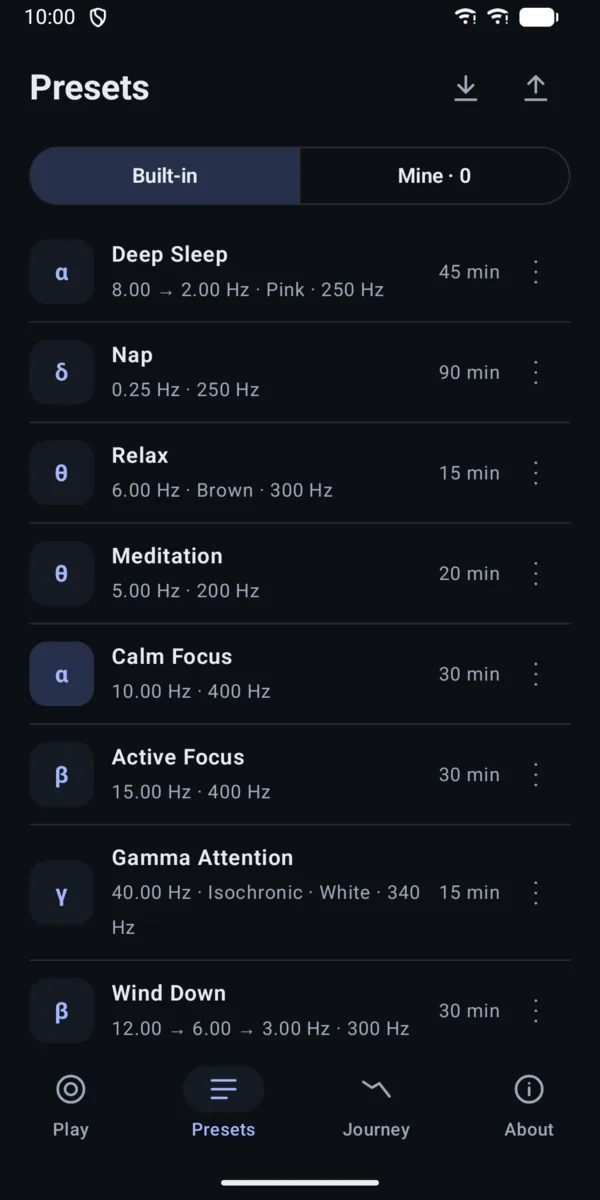 10:00
Presets
Built-in
Mine · 0
α
Deep Sleep
8.00 → 2.00 Hz · Pink · 250 Hz
45 min
δ
Nap
0.25 Hz · 250 Hz
90 min
θ
Relax
6.00 Hz · Brown · 300 Hz
15 min
θ
Meditation
5.00 Hz · 200 Hz
20 min
α
Calm Focus
10.00 Hz · 400 Hz
30 min
β
Active Focus
15.00 Hz · 400 Hz
30 min
γ
Gamma Attention
40.00 Hz · Isochronic · White · 340
Hz
15 min
β
Wind Down
12.00 → 6.00 → 3.00 Hz · 300 Hz
30 min
Play
Presets
Journey
About